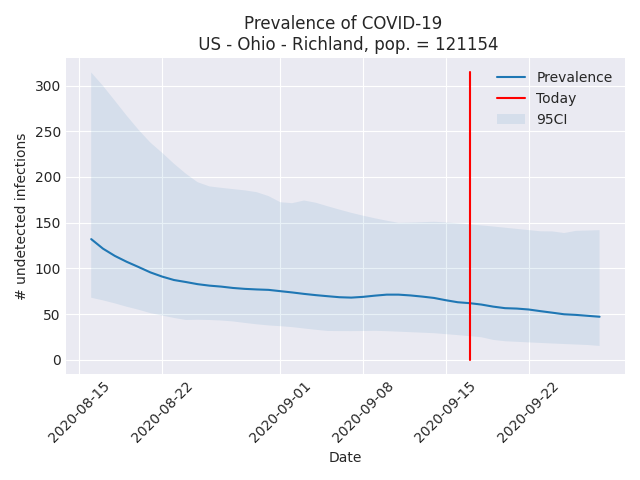 Prevalence of COVID-19
US - Ohio - Richland, pop. = 121154
Prevalence
Today
95CI
300
250
200
150
100
50
0
# undetected infections
2020-08-15
2020-08-22
2020-09-01
2020-09-08
2020-09-15
2020-09-22
Date